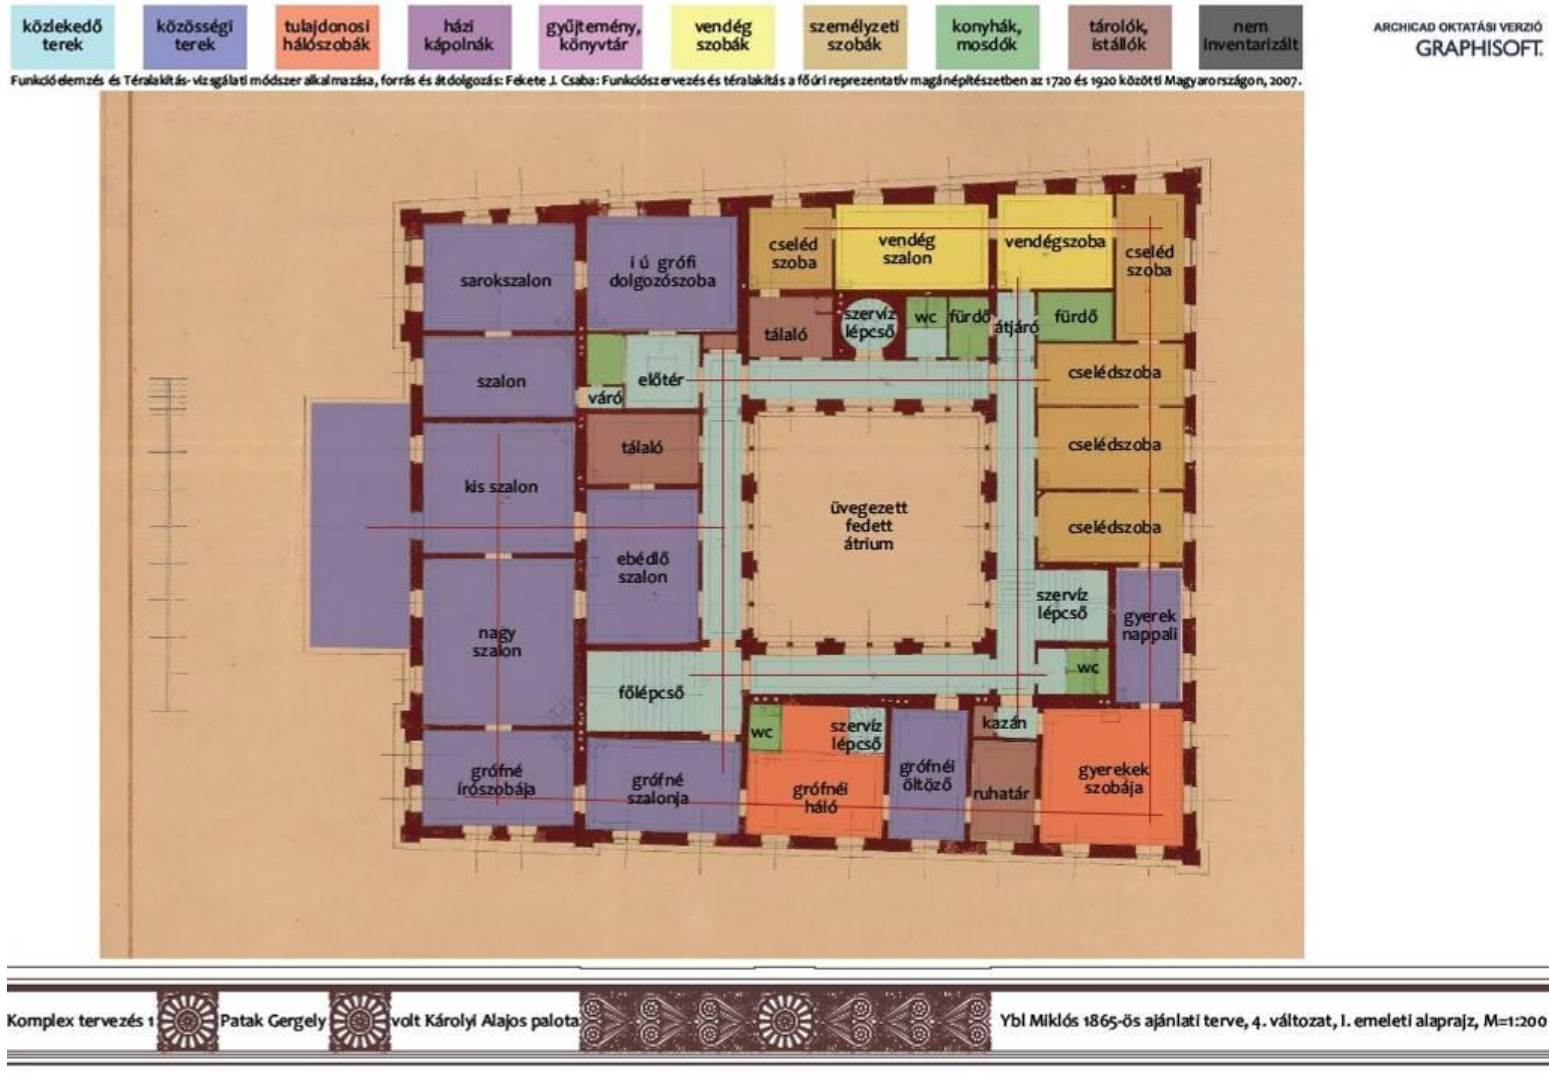 közlekedő
terek
közösségi
terek
tulajdonosi
hálószobák
házi
kápolnák
gyűjtemény,
könyvtár
vendég
szobák
személyzeti
szobák
konyhák,
mosdók
tárolók,
istállók
nem
inventarizált
ARCHICAD OKTATÁSI VERZIÓ
GRAPHISOFT.
Funkcióelemzés és Téralakítás-vizsgálati módszer alkalmazása, forrás és átdolgozás: Fekete J. Csaba: Funkciószervezés és téralakítás a főúri reprezentatív magánépítészetben az 1720 és 1920 közötti Magyarországon, 2007.
sarokszalon
i ú grófi
dolgozószoba
cseléd
szoba
vendég
szalon
vendégszoba
cseléd
szoba
tálaló
szervíz
lépcső
wc
fürdő
átjáró
fürdő
szalon
váró
előtér
cselédszoba
tálaló
cselédszoba
kis szalon
üvegezett
fedett
átrium
cselédszoba
ebédlő
szalon
szervíz
lépcső
gyerek
nappali
nagy
szalon
wc
főlépcső
wc
szervíz
lépcső
kazán
grófné
írószobája
grófné
szalonja
grófnéi
háló
grófnéi
öltöző
ruhatár
gyerekek
szobája
Komplex tervezés 1
Patak Gergely
volt Károlyi Alajos palota
Ybl Miklós 1865-ös ajánlati terve, 4. változat, I. emeleti alaprajz, M=1:200